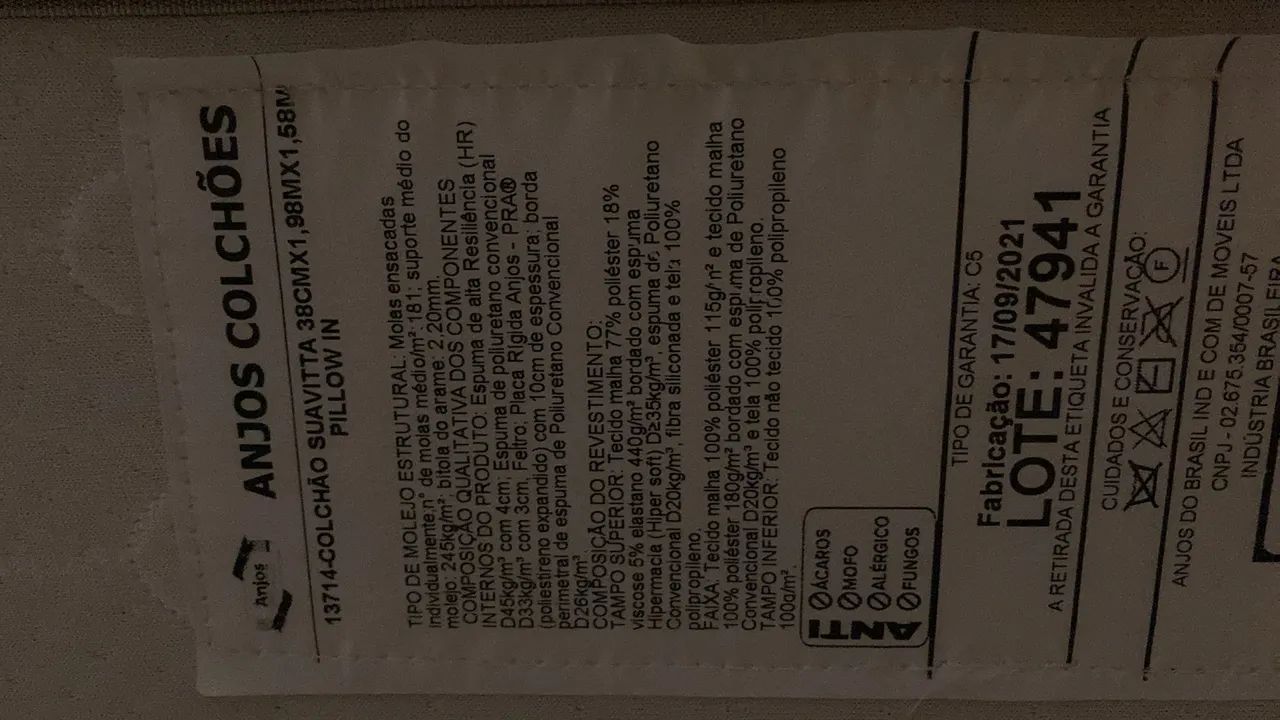 Anjos
ANJOS COLCHÕES
13714-COLCHÃO SUAVITTA 38CMX1,98MX1,58M
PILLOW IN
TIPO DE MOLEJO ESTRUTURAL: Molas ensacadas
individualmente,n° de molas médio/m²: 181; suporte médio do
molejo: 245kg/m²; bitola do arame: 2,20mm.
COMPOSIÇÃO QUALITATIVA DOS COMPONENTES
INTERNOS DO PRODUTO: Espuma de alta Resiliência (HR)
D45kg/m³ com 4cm; Espuma de poliuretano convencional
D33kg/m³ com 3cm, Feltro; Placa Rígida Anjos - PRA®
(poliestireno expandido) com 10cm de espessura; borda
perimetral de espuma de Poliuretano Convencional
D26kg/m³
COMPOSIÇÃO DO REVESTIMENTO:
TAMPO SUPERIOR: Tecido malha 77% poliéster 18%
viscose 5% elastano 440g/m² bordado com espuma
Hipermacia (Hiper soft) D≥35kg/m³, espuma de Poliuretano
Convencional D20kg/m³, fibra siliconada e tela 100%
polipropileno.
FAIXA: Tecido malha 100% poliéster 115g/m² e tecido malha
100% poliéster 180g/m² bordado com espuma de Poliuretano
Convencional D20kg/m³ e tela 100% polipropileno.
TAMPO INFERIOR: Tecido não tecido 100% polipropileno
100g/m².
ANTI
ÁCAROS
MOFO
ALÉRGICO
FUNGOS
TIPO DE GARANTIA: C5
Fabricação: 17/09/2021
LOTE: 47941
A RETIRADA DESTA ETIQUETA INVALIDA A GARANTIA
CUIDADOS E CONSERVAÇÃO:
F
ANJOS DO BRASIL IND E COM DE MOVEIS LTDA
CNPJ - 02.675.354/0007-57
INDÚSTRIA BRASILEIRA